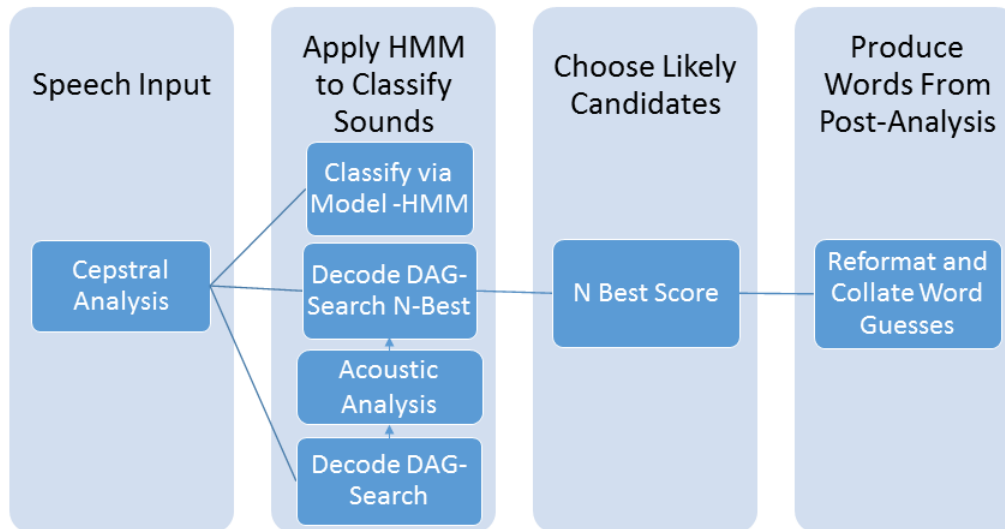 Speech Input
Apply HMM
to Classify
Sounds
Choose Likely
Candidates
Produce
Words From
Post-Analysis
Cepstral
Analysis
Classify via
Model -HMM
Decode DAG-
Search N-Best
Acoustic
Analysis
Decode DAG-
Search
N Best Score
Reformat and
Collate Word
Guesses